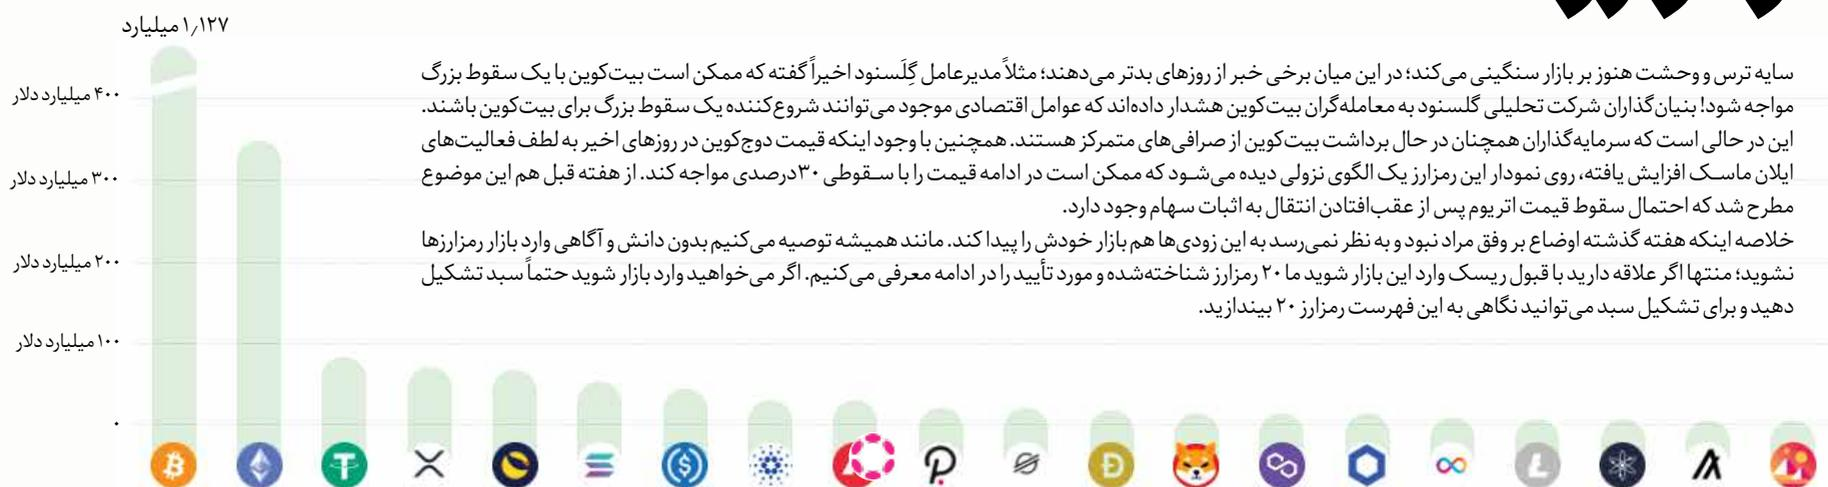 ۱٫۱۲۷ میلیارد
سایه ترس و وحشت هنوز بر بازار سنگینی می‌کند؛ در این میان برخی خبر از روزهای بدتر می‌دهند؛ مثلاً مدیرعامل گِلَسنود اخیراً گفته که ممکن است بیت‌کوین با یک سقوط بزرگ
مواجه شود! بنیان‌گذاران شرکت تحلیلی گلسنود به معامله‌گران بیت‌کوین هشدار داده‌اند که عوامل اقتصادی موجود می‌توانند شروع‌کننده یک سقوط بزرگ برای بیت‌کوین باشند.
این در حالی است که سرمایه‌گذاران همچنان در حال برداشت بیت‌کوین از صرافی‌های متمرکز هستند. همچنین با وجود اینکه قیمت دوج‌کوین در روزهای اخیر به لطف فعالیت‌های
ایلان ماسک افزایش یافته، روی نمودار این رمزارز یک الگوی نزولی دیده می‌شود که ممکن است در ادامه قیمت را با سقوطی ۳۰درصدی مواجه کند. از هفته قبل هم این موضوع
مطرح شد که احتمال سقوط قیمت اتریوم پس از عقب‌افتادن انتقال به اثبات سهام وجود دارد.
خلاصه اینکه هفته گذشته اوضاع بر وفق مراد نبود و به نظر نمی‌رسد به این زودی‌ها هم بازار خودش را پیدا کند. مانند همیشه توصیه می‌کنیم بدون دانش و آگاهی وارد بازار رمزارزها
نشوید؛ منتها اگر علاقه دارید با قبول ریسک وارد این بازار شوید ما ۲۰ رمزارز شناخته‌شده و مورد تأیید را در ادامه معرفی می‌کنیم. اگر می‌خواهید وارد بازار شوید حتماً سبد تشکیل
دهید و برای تشکیل سبد می‌توانید نگاهی به این فهرست رمزارز ۲۰ بیندازید.
۴۰۰ میلیارد دلار
۳۰۰ میلیارد دلار
۲۰۰ میلیارد دلار
۱۰۰ میلیارد دلار
۰